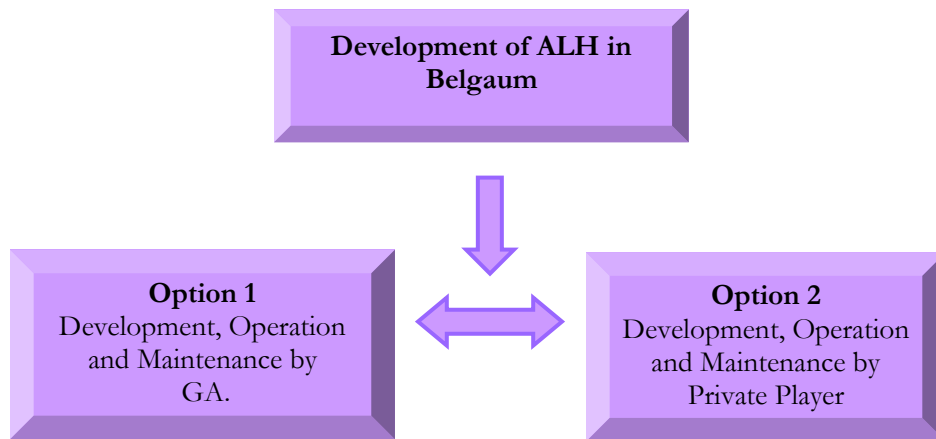 Development of ALH in
Belgaum
Option 1
Development, Operation
and Maintenance by
GA.
Option 2
Development, Operation
and Maintenance by
Private Player